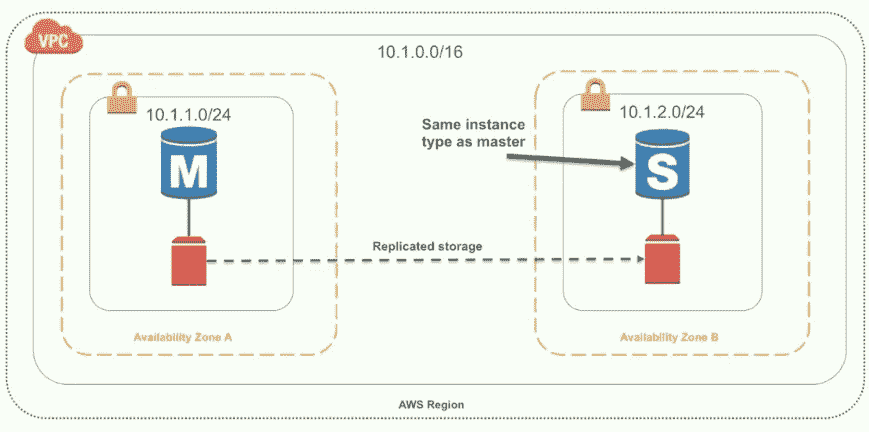 VPC
10.1.0.0/16
10.1.1.0/24
10.1.2.0/24
Same instance
type as master
M
S
Replicated storage
Availability Zone A
Availability Zone B
AWS Region